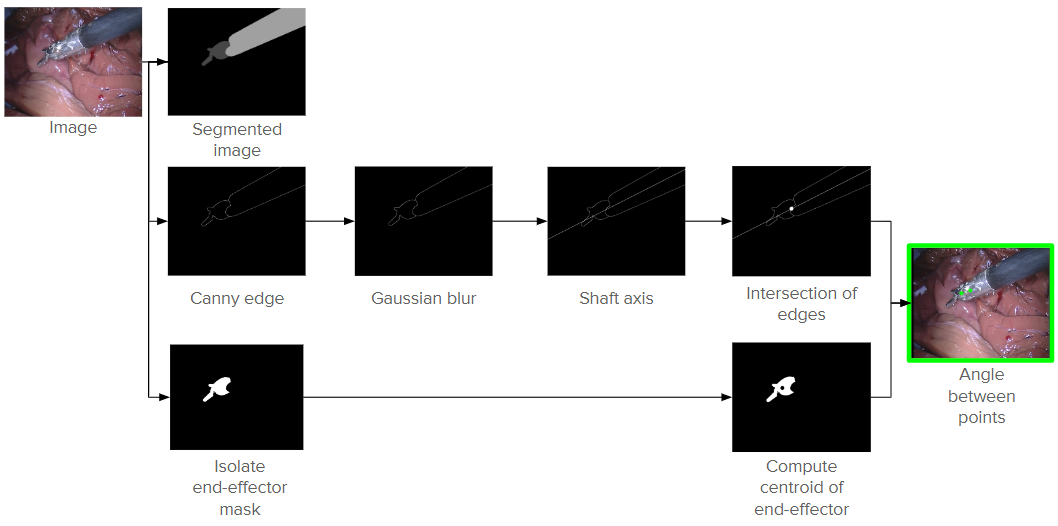 Image
Segmented
image
Canny edge
Gaussian blur
Shaft axis
Intersection of
edges
Angle
between
points
Isolate
end-effector
mask
Compute
centroid of
end-effector